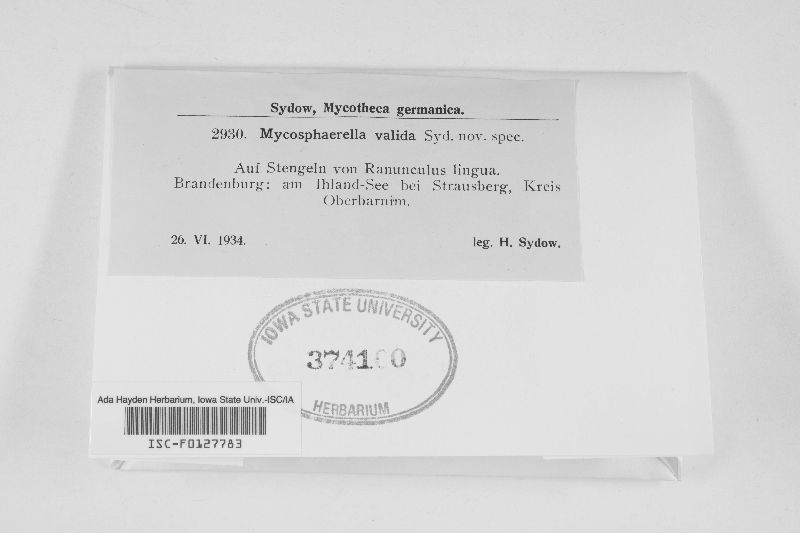 Sydow, Mycotheca germanica.
2930. Mycosphaerella valida Syd. nov. spec.
Auf Stengeln von Ranunculus lingua.
Brandenburg: am Ihland-See bei Strausberg, Kreis
Oberbarnim.
26. VI. 1934. leg. H. Sydow.
IOWA STATE UNIVERSITY
HERBARIUM
Ada Hayden Herbarium, Iowa State Univ.-ISC/IA
ISC-F0127783